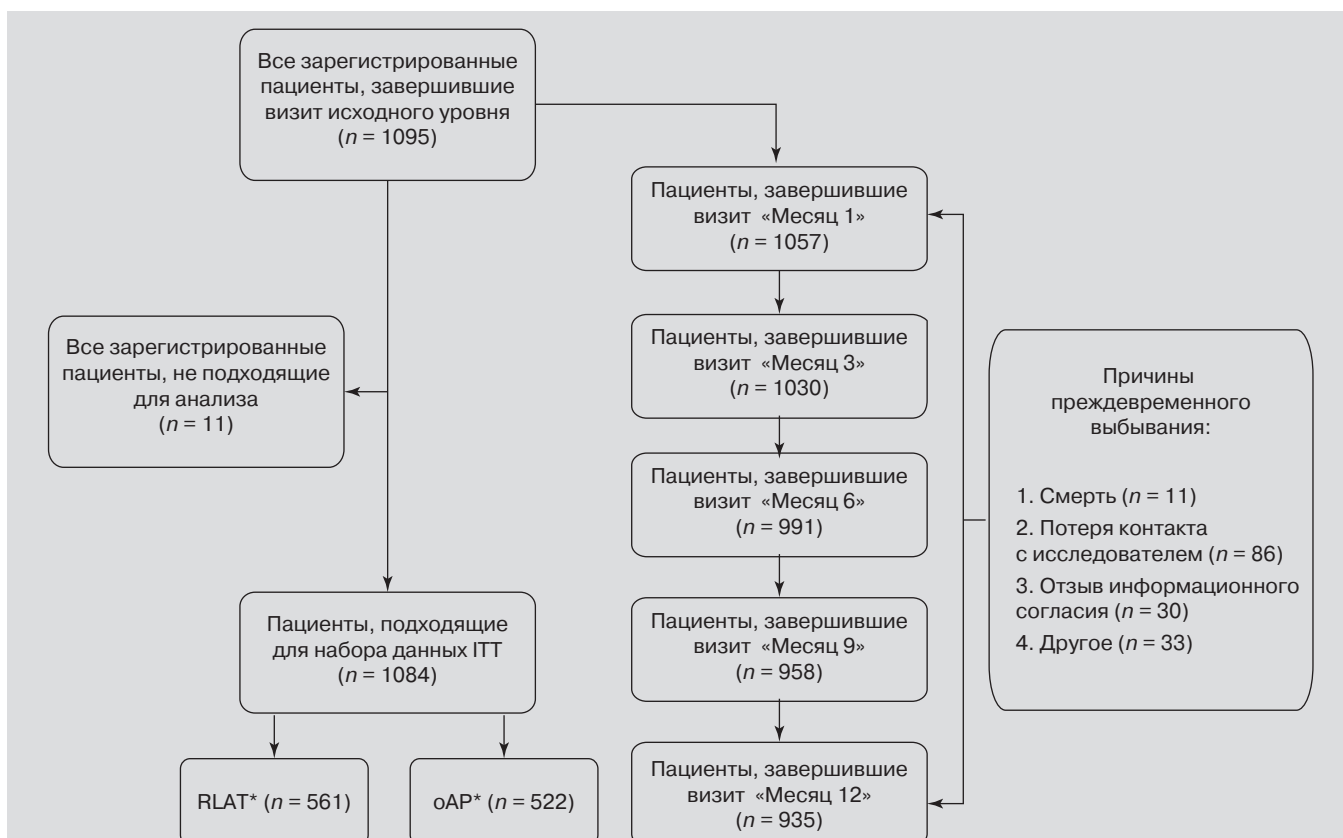 Все зарегистрированные
пациенты, завершившие
визит исходного уровня
(n = 1095)
Пациенты, завершившие
визит «Месяц 1»
(n = 1057)
Пациенты, завершившие
визит «Месяц 3»
(n = 1030)
Все зарегистрированные
пациенты, не подходящие
для анализа
(n = 11)
Причины
преждевременного
выбывания:
1. Смерть (n = 11)
2. Потеря контакта
с исследователем (n = 86)
3. Отзыв информационного
согласия (n = 30)
4. Другое (n = 33)
Пациенты, завершившие
визит «Месяц 6»
(n = 991)
Пациенты, подходящие
для набора данных ITT
(n = 1084)
Пациенты, завершившие
визит «Месяц 9»
(n = 958)
RLAT* (n = 561)
oAP* (n = 522)
Пациенты, завершившие
визит «Месяц 12»
(n = 935)